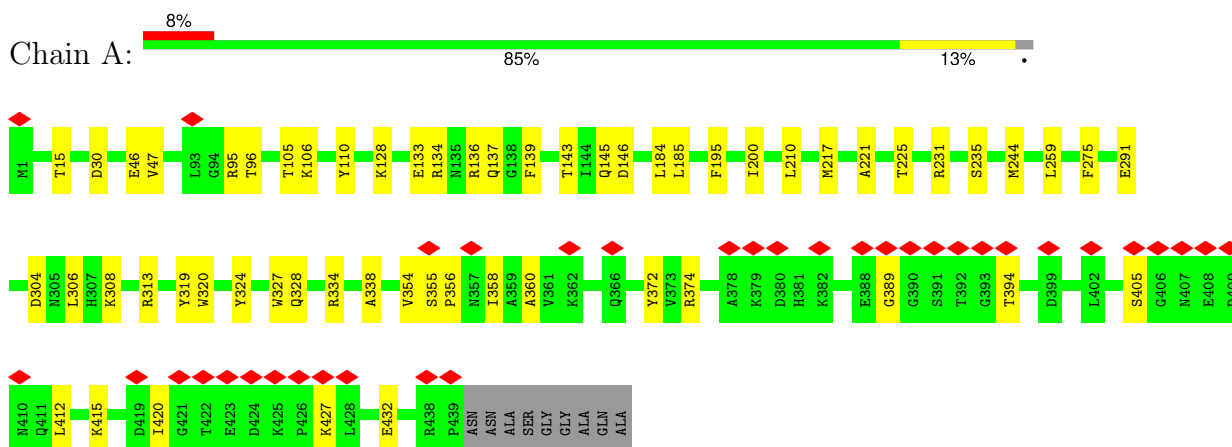 8%
Chain A:
85% 13% •
M1 T15 D30 E46 V47 L93 G94 R95 T96 T105 K106 Y110 K128 E133 R134 N135 R136 Q137 G138 F139 T143 I144 Q145 D146 L184 L185 F195 I200 L210 M217 A221 T225 R231 S235 M244 L259 F275 E291
D304 N305 L306 H307 K308 R313 Y319 W320 Y324 W327 Q328 R334 A338 V354 S355 P356 N357 I358 A359 A360 V361 K362 Q366 Y372 V373 R374 A378 K379 D380 H381 K382 E388 G389 G390 S391 T392 G393 T394 D399 L402 S405 G406 N407 E408
N410 Q411 L412 K415 D419 I420 G421 T422 E423 D424 K425 P426 K427 L428 E432 R438 P439 ASN ASN ALA SER GLY GLY ALA GLN ALA